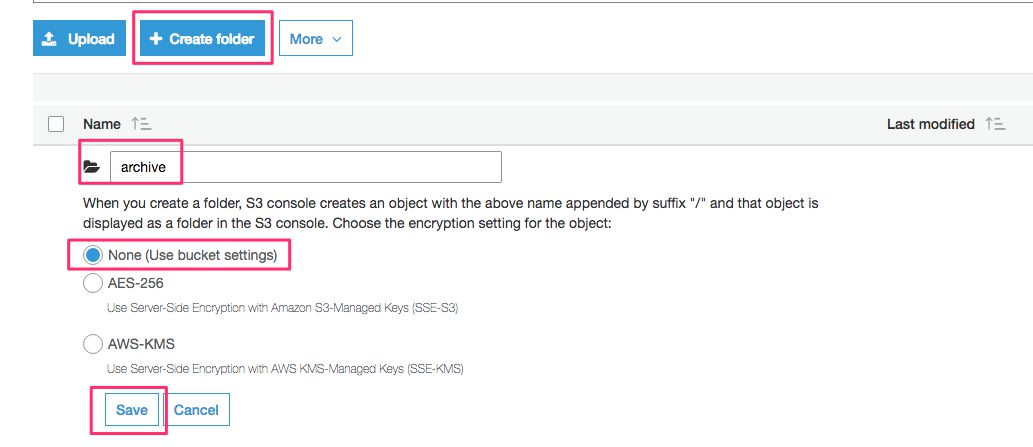 Upload + Create folder More
Name Last modified
archive
When you create a folder, S3 console creates an object with the above name appended by suffix "/" and that object is
displayed as a folder in the S3 console. Choose the encryption setting for the object:
None (Use bucket settings)
AES-256
Use Server-Side Encryption with Amazon S3-Managed Keys (SSE-S3)
AWS-KMS
Use Server-Side Encryption with AWS KMS-Managed Keys (SSE-KMS)
Save Cancel